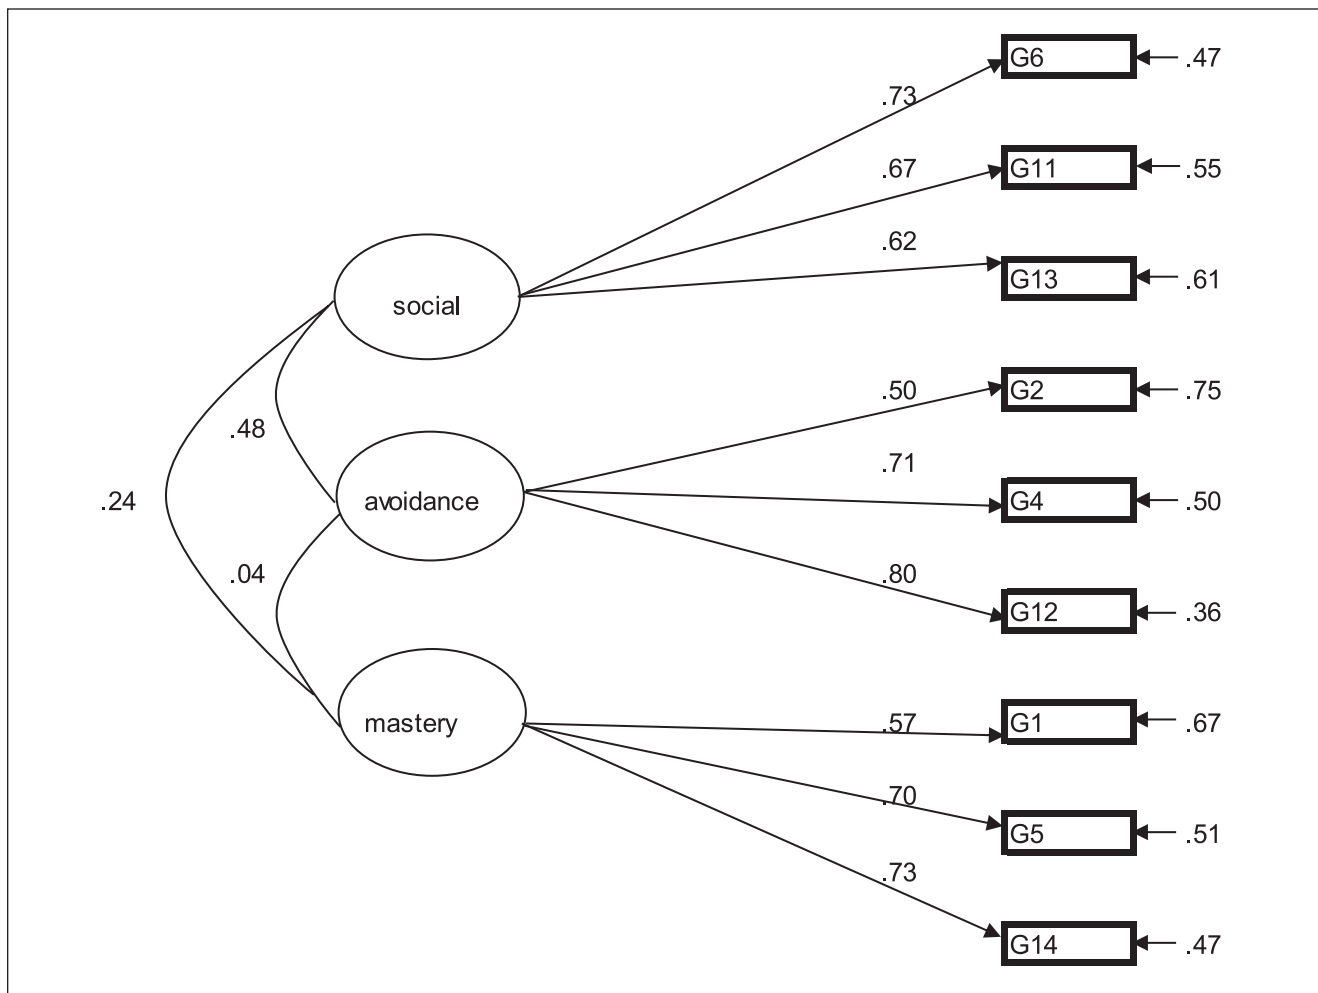 G6
.47
.73
G11
.55
.67
.62
G13
.61
social
G2
.75
.50
.48
.71
avoidance
G4
.50
.24
.04
.80
G12
.36
mastery
.57
G1
.67
.70
G5
.51
.73
G14
.47